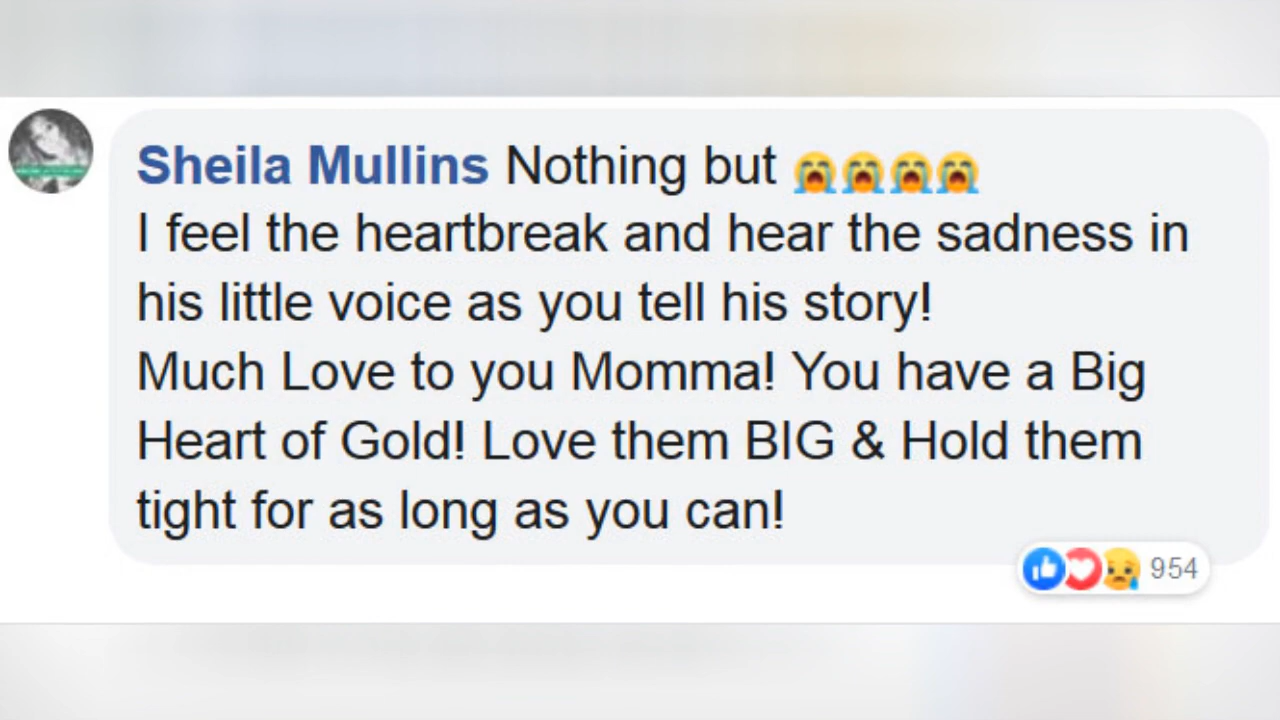 Sheila Mullins Nothing but 😭😭😭😭
I feel the heartbreak and hear the sadness in
his little voice as you tell his story!
Much Love to you Momma! You have a Big
Heart of Gold! Love them BIG & Hold them
tight for as long as you can!
954